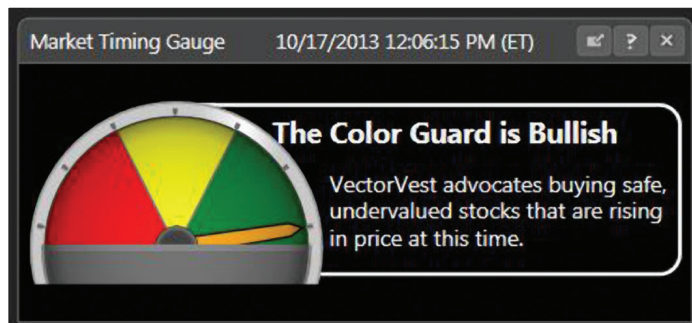 Market Timing Gauge 10/17/2013 12:06:15 PM (ET) ? ×
The Color Guard is Bullish
VectorVest advocates buying safe,
undervalued stocks that are rising
in price at this time.